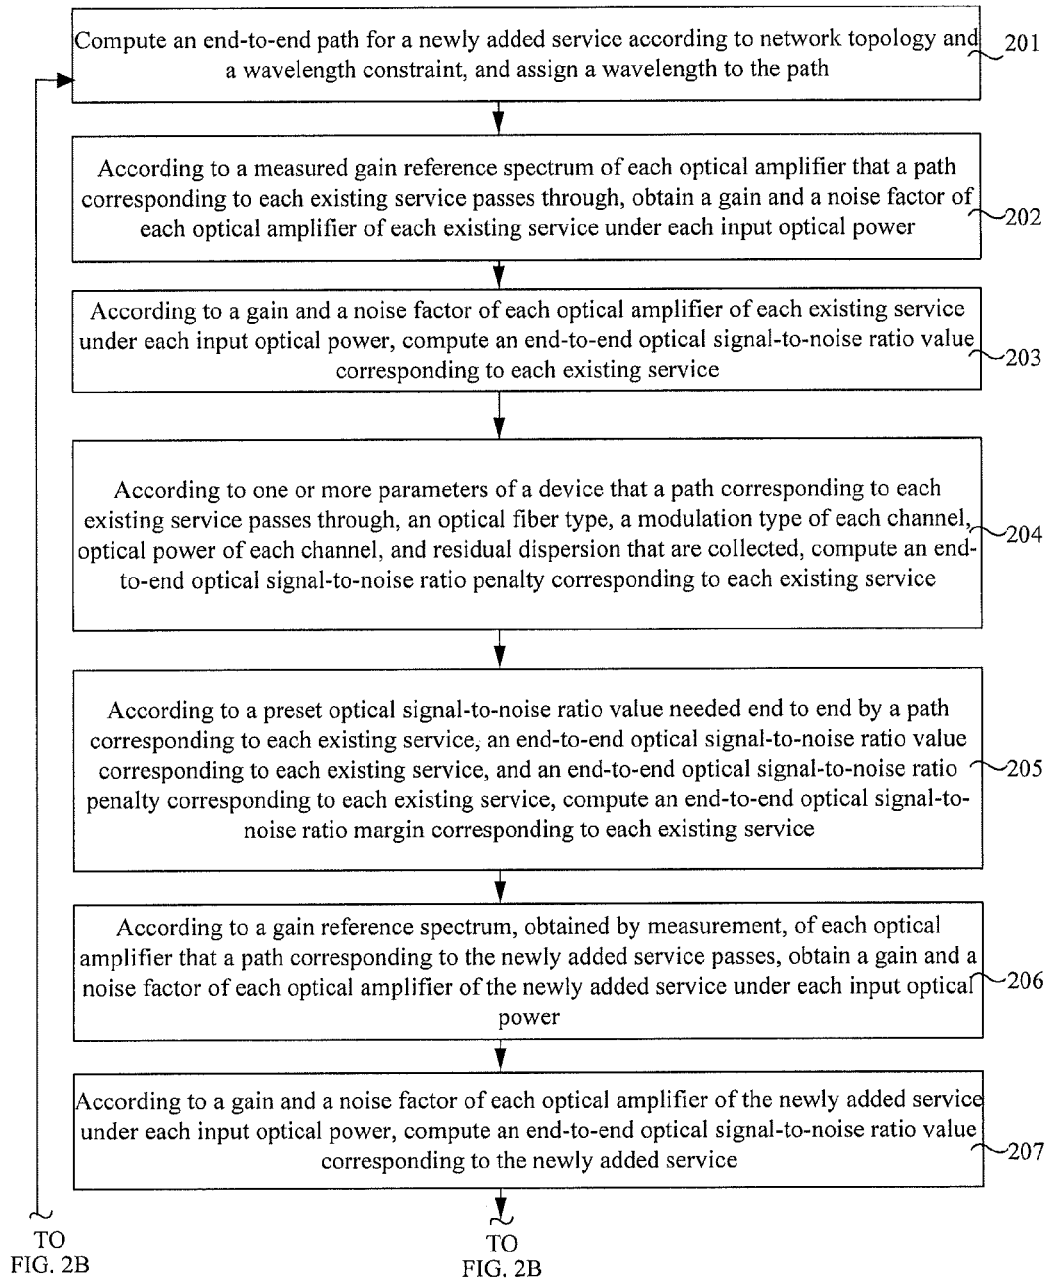 Compute an end-to-end path for a newly added service according to network topology and
a wavelength constraint, and assign a wavelength to the path
201
According to a measured gain reference spectrum of each optical amplifier that a path
corresponding to each existing service passes through, obtain a gain and a noise factor of
each optical amplifier of each existing service under each input optical power
202
According to a gain and a noise factor of each optical amplifier of each existing service
under each input optical power, compute an end-to-end optical signal-to-noise ratio value
corresponding to each existing service
203
According to one or more parameters of a device that a path corresponding to each
existing service passes through, an optical fiber type, a modulation type of each channel,
optical power of each channel, and residual dispersion that are collected, compute an end-
to-end optical signal-to-noise ratio penalty corresponding to each existing service
204
According to a preset optical signal-to-noise ratio value needed end to end by a path
corresponding to each existing service, an end-to-end optical signal-to-noise ratio value
corresponding to each existing service, and an end-to-end optical signal-to-noise ratio
penalty corresponding to each existing service, compute an end-to-end optical signal-to-
noise ratio margin corresponding to each existing service
205
According to a gain reference spectrum, obtained by measurement, of each optical
amplifier that a path corresponding to the newly added service passes, obtain a gain and a
noise factor of each optical amplifier of the newly added service under each input optical
power
206
According to a gain and a noise factor of each optical amplifier of the newly added service
under each input optical power, compute an end-to-end optical signal-to-noise ratio value
corresponding to the newly added service
207
TO
FIG. 2B
TO
FIG. 2B